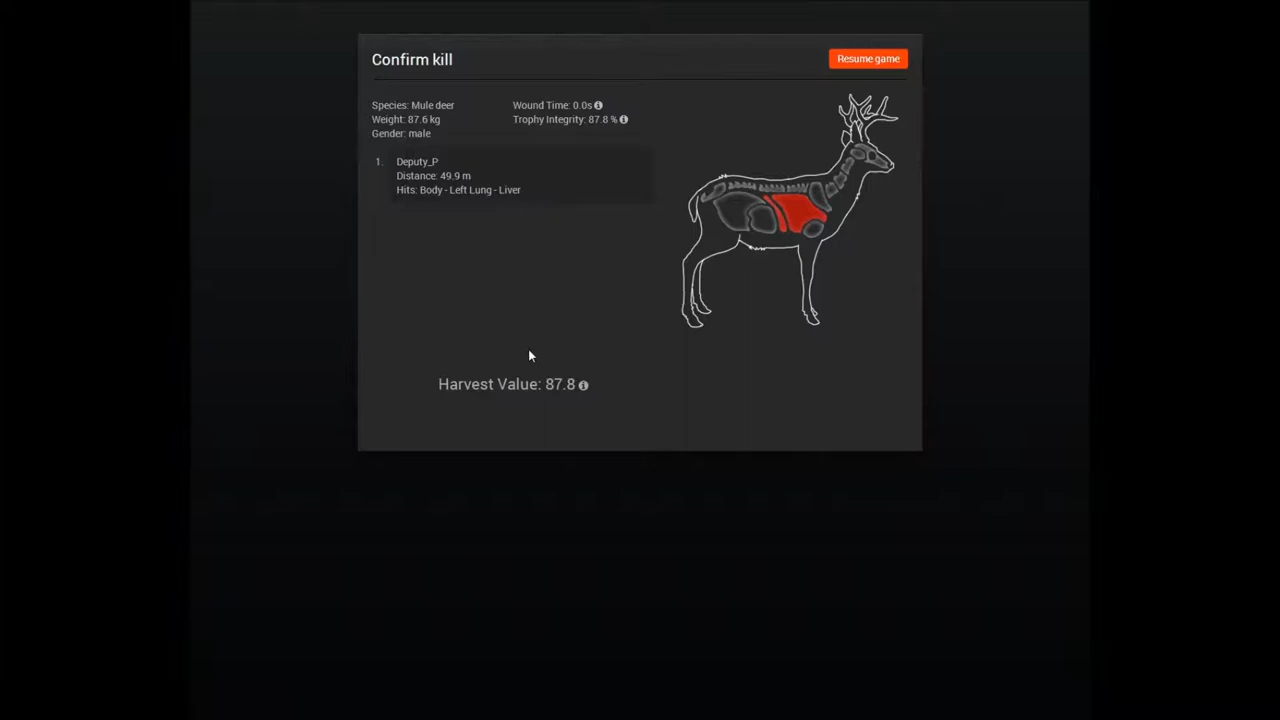 Confirm kill
Resume game
Species: Mule deer
Weight: 87.6 kg
Gender: male
Wound Time: 0.0s
Trophy Integrity: 87.8 %
1.
Deputy_P
Distance: 49.9 m
Hits: Body - Left Lung - Liver
Harvest Value: 87.8